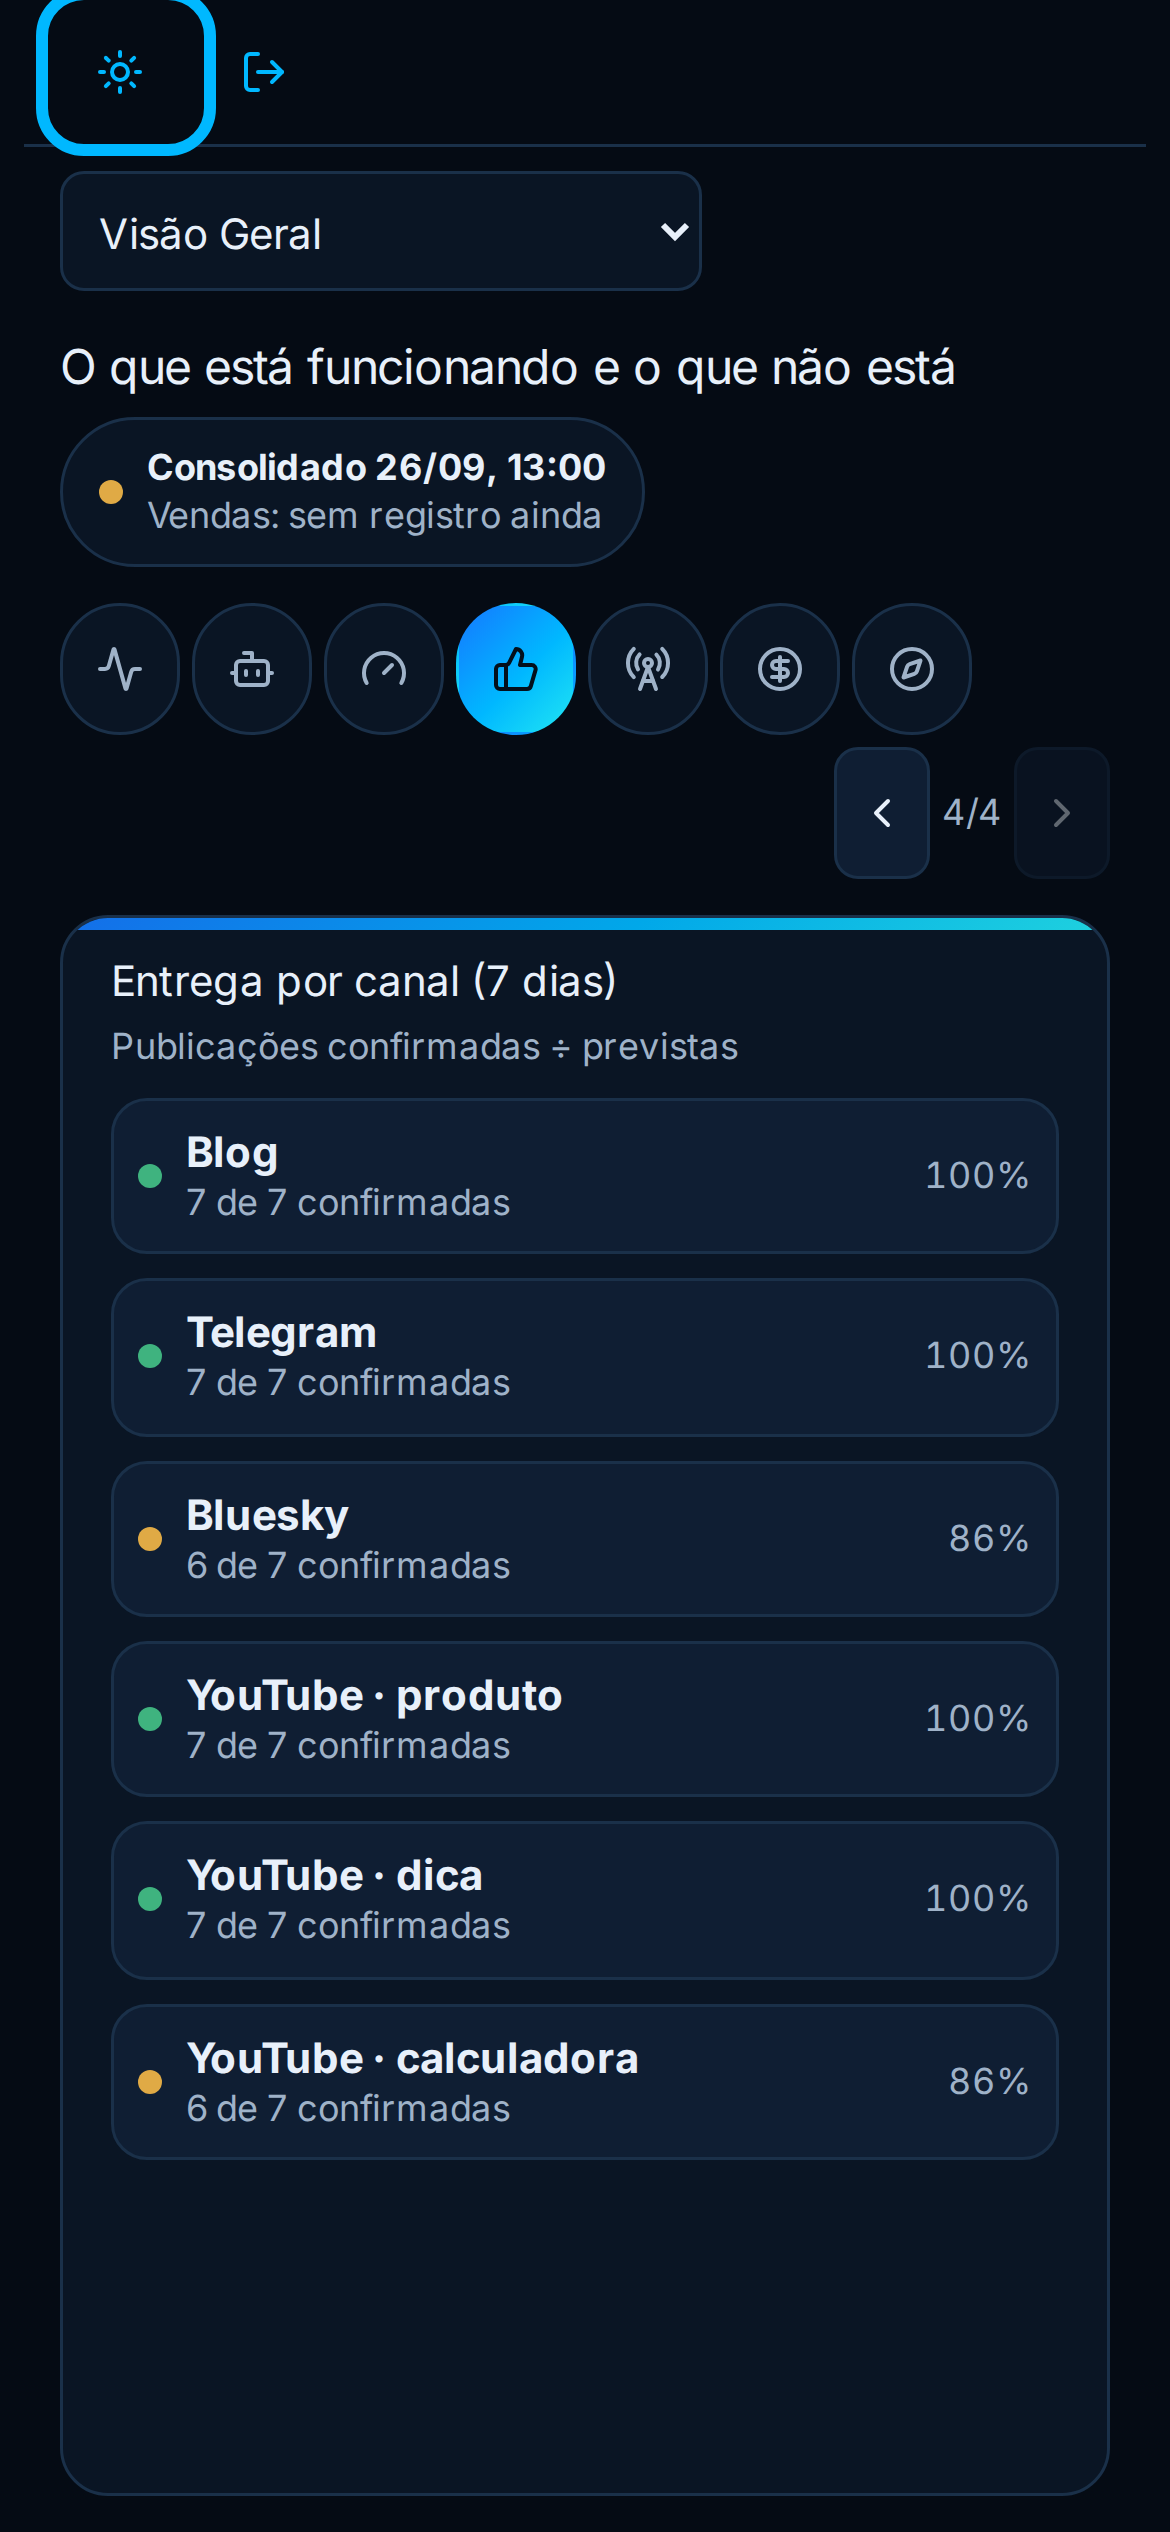 Visão Geral
O que está funcionando e o que não está
Consolidado 26/09, 13:00
Vendas: sem registro ainda
4/4
Entrega por canal (7 dias)
Publicações confirmadas ÷ previstas
Blog
7 de 7 confirmadas
100%
Telegram
7 de 7 confirmadas
100%
Bluesky
6 de 7 confirmadas
86%
YouTube · produto
7 de 7 confirmadas
100%
YouTube · dica
7 de 7 confirmadas
100%
YouTube · calculadora
6 de 7 confirmadas
86%